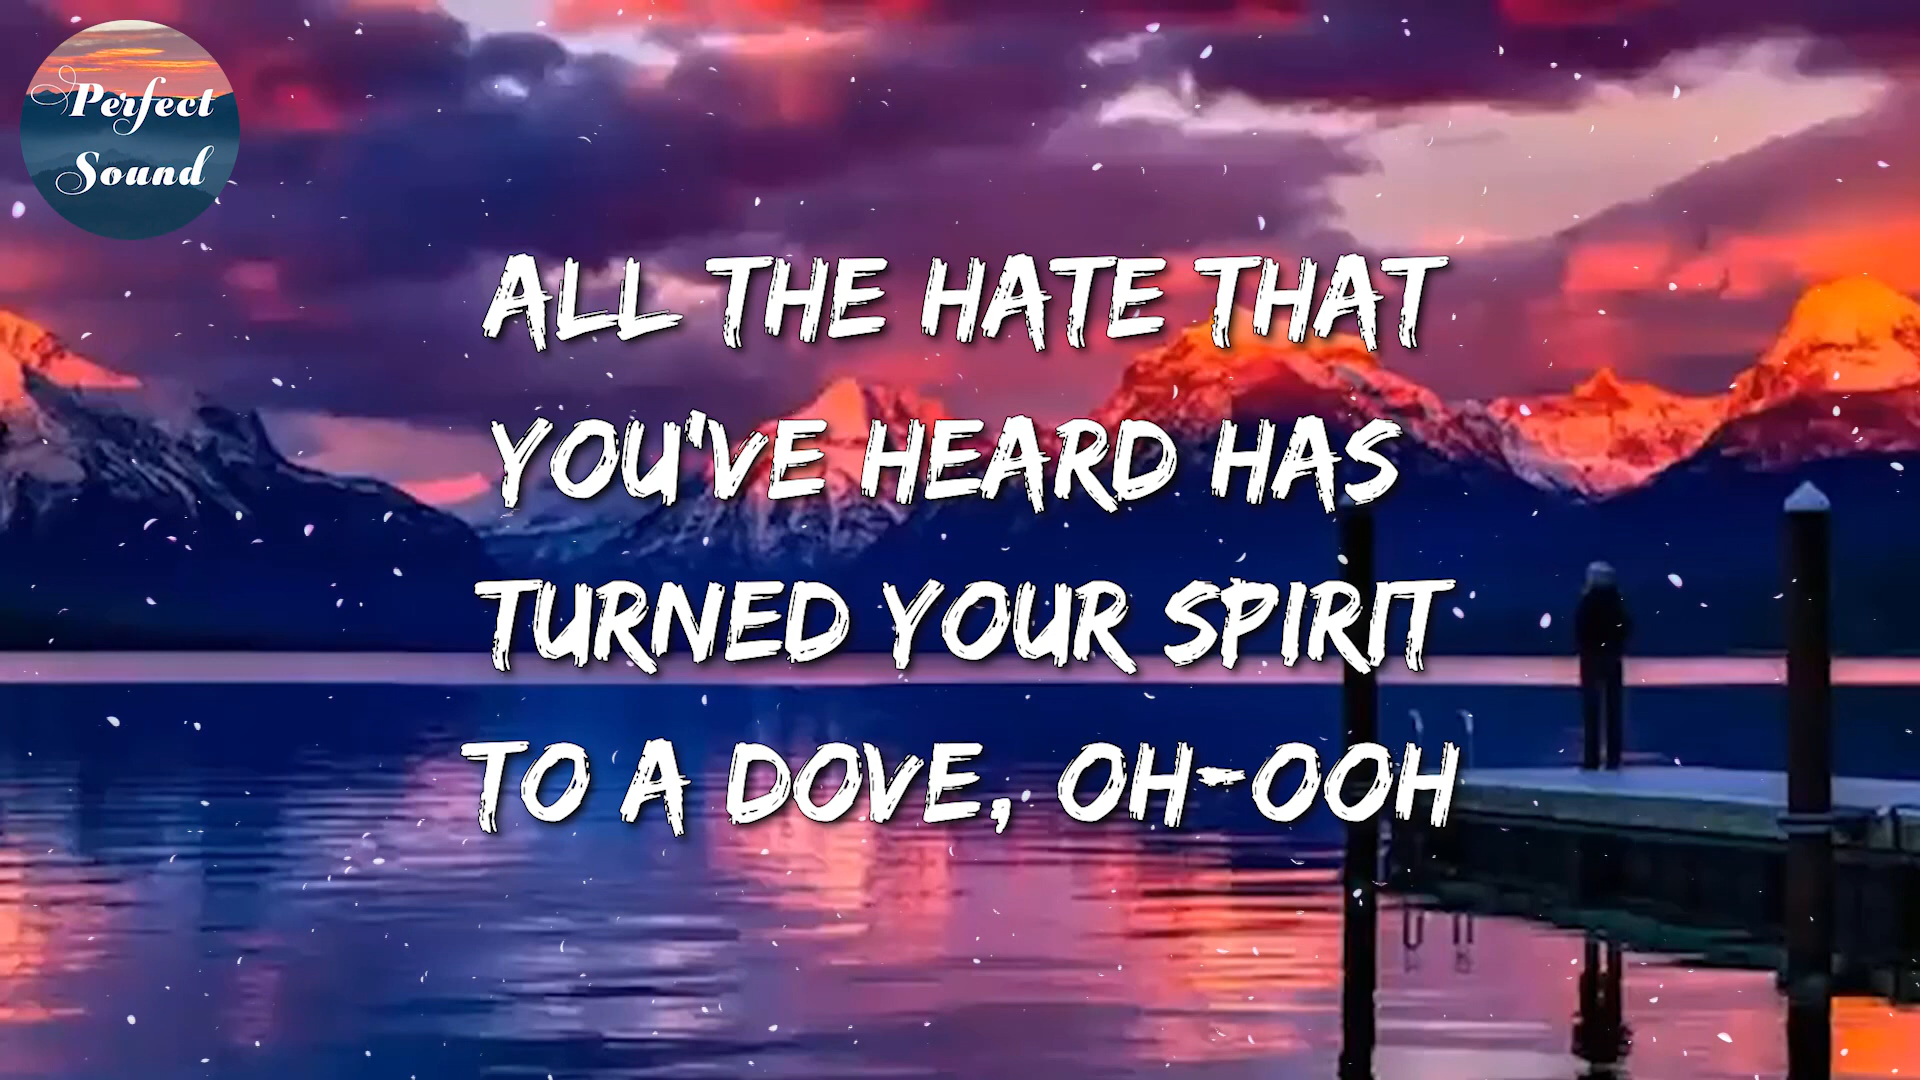 Perfect
Sound
ALL THE HATE THAT
YOU'VE HEARD HAS
TURNED YOUR SPIRIT
TO A DOVE, OH-OOH